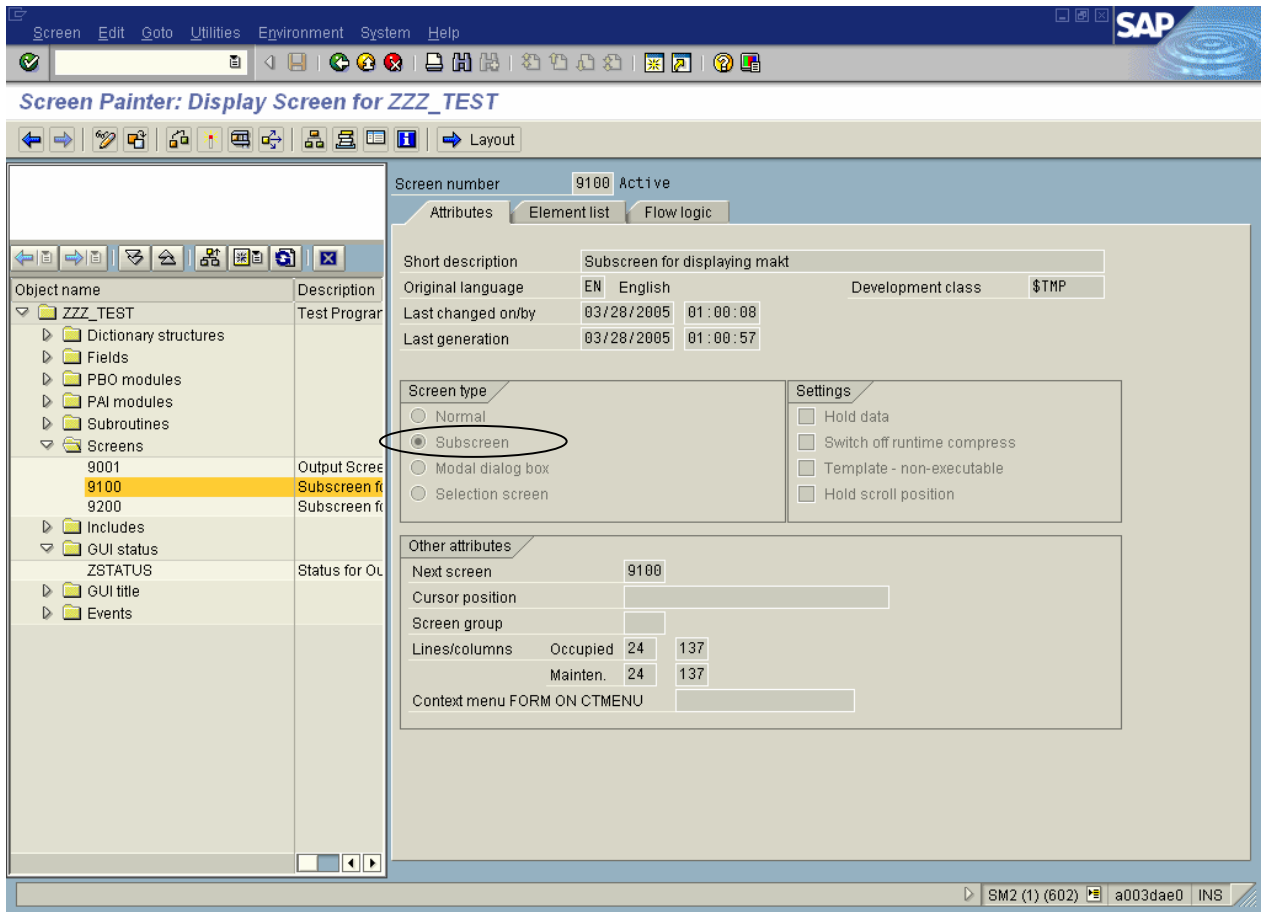 Screen Edit Goto Utilities Environment System Help
SAP
Screen Painter: Display Screen for ZZZ_TEST
Layout
Screen number 9100 Active
Attributes Element list Flow logic
Short description Subscreen for displaying makt
Original language EN English Development class $TMP
Last changed on/by 03/28/2005 01:00:08
Last generation 03/28/2005 01:00:57
Object name Description
ZZZ_TEST Test Prograr
Dictionary structures
Fields
PBO modules
PAI modules
Subroutines
Screens
9001 Output Scree
9100 Subscreen fo
9200 Subscreen fo
Includes
GUI status
ZSTATUS Status for Ou
GUI title
Events
Screen type
Normal
Subscreen
Modal dialog box
Selection screen
Settings
Hold data
Switch off runtime compress
Template - non-executable
Hold scroll position
Other attributes
Next screen 9100
Cursor position
Screen group
Lines/columns Occupied 24 137
Mainten. 24 137
Context menu FORM ON CTMENU
SM2 (1) (602) a003dae0 INS